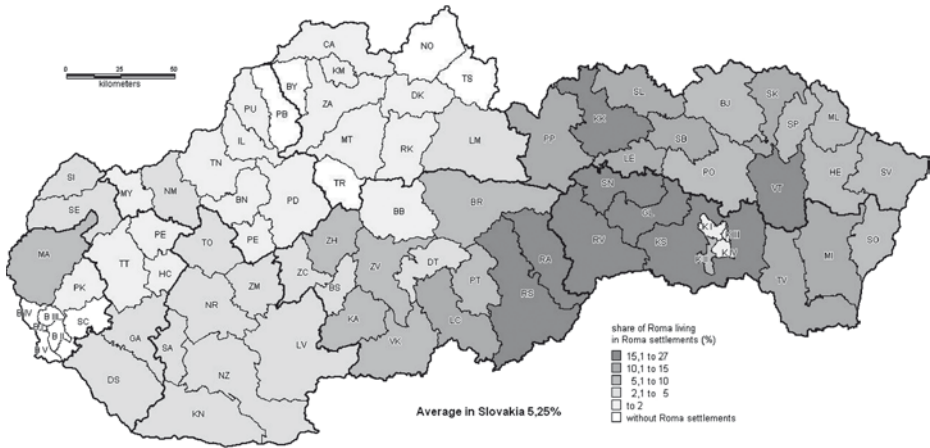 NO
CA
TS
KM
BY
PB
DK
PU
ZA
IL
MT
RK
LM
TN
0 25 50
kilometers
SL
BJ
SK
KK
SP
ML
PP
SB
LE
PO
HE
SV
VT
SI
NM
MY
BN
PD
TR
BB
BR
SN
GL
SE
PE
PE
TO
ZH
RV
KS
K I
SO
MA
TT
HC
ZC
ZV
DT
RA
MI
PK
BS
PT
TV
ZM
NR
RS
B III
SC
B II
B V
GA
SA
LV
KA
LC
VK
DS
NZ
KN
share of Roma living
in Roma settlements (%)
15,1 to 27
10,1 to 15
5,1 to 10
2,1 to 5
to 2
without Roma settlements
Average in Slovakia 5,25%